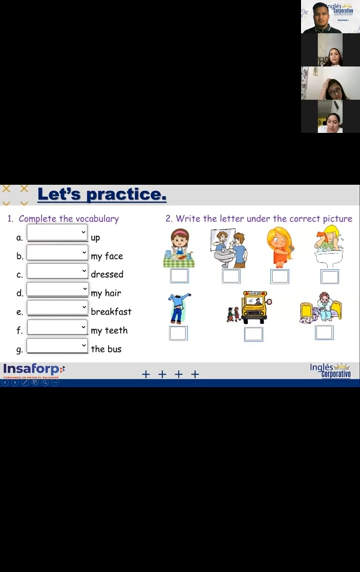 Inglés
Corporativo
Let's practice.
1. Complete the vocabulary
a. up
b. my face
c. dressed
d. my hair
e. breakfast
f. my teeth
g. the bus
2. Write the letter under the correct picture
Insaforp
Inglés
Corporativo